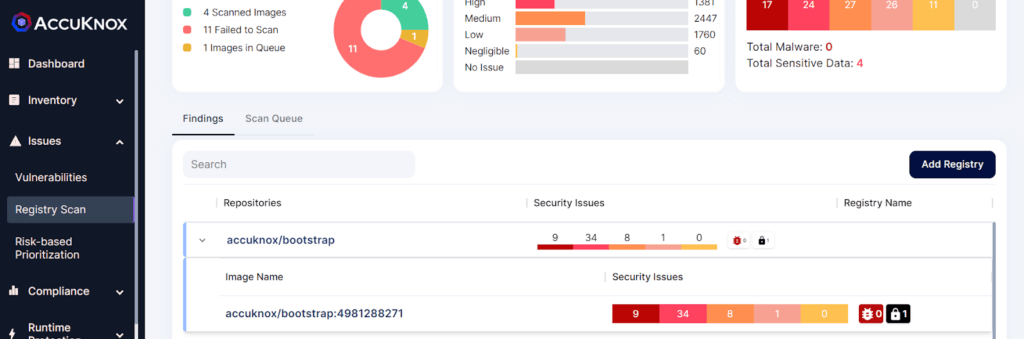 ACCUKNOX
Dashboard
Inventory
Issues
Vulnerabilities
Registry Scan
Risk-based
Prioritization
Compliance
Runtime
4 Scanned Images
11 Failed to Scan
1 Images in Queue
4
1
11
High 1381
Medium 2447
Low 1760
Negligible 60
No Issue
17 24 27 26 11 0
Total Malware: 0
Total Sensitive Data: 4
Findings Scan Queue
Search
Add Registry
Repositories Security Issues Registry Name
accuknox/bootstrap 9 34 8 1 0 0 1
Image Name Security Issues
accuknox/bootstrap:4981288271 9 34 8 1 0 0 1